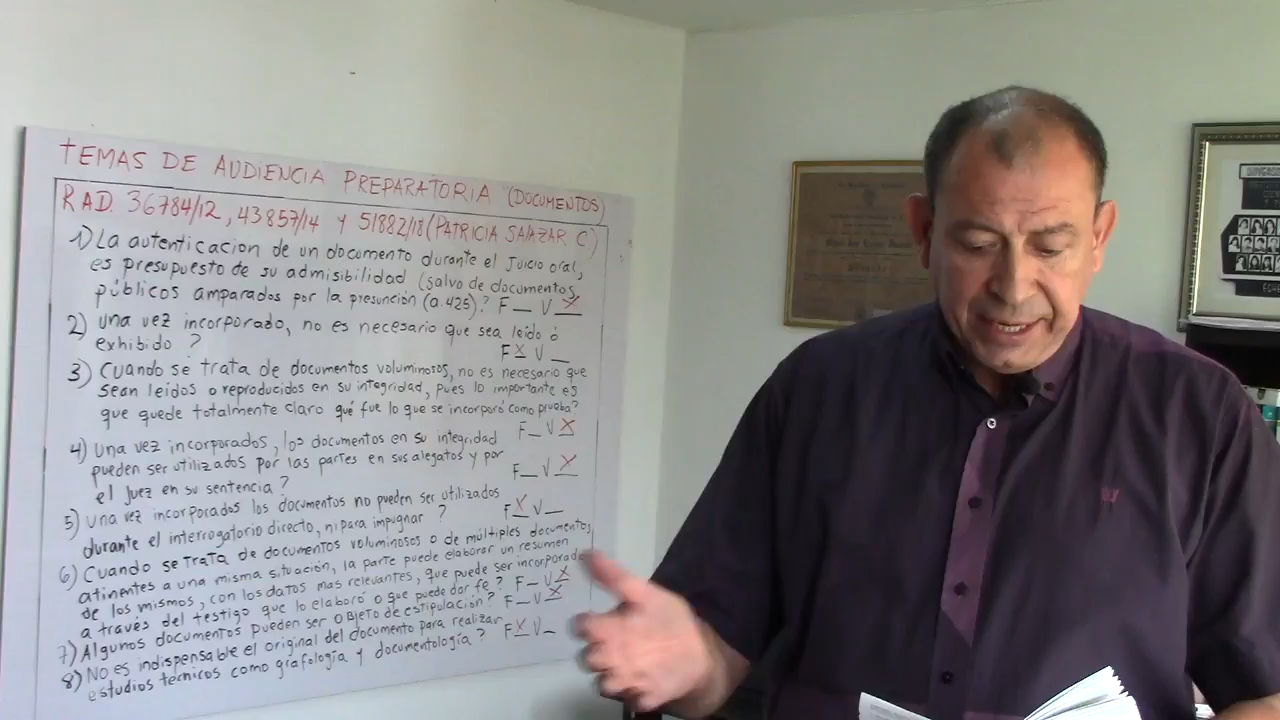 TEMAS DE AUDIENCIA PREPARATORIA (DOCUMENTOS)
RAD. 36784/12, 43857/14 Y 51882/18 (PATRICIA SALAZAR C.)
1) La autenticacion de un documento durante el Juicio oral,
es presupuesto de su admisibilidad (salvo de documentos
públicos amparados por la presunción (a.425)? F__ V X
2) Una vez incorporado, no es necesario que sea leído ó
exhibido ? F X V __
3) Cuando se trata de documentos voluminosos, no es necesario que
sean leídos o reproducidos en su integridad, pues lo importante es
que quede totalmente claro qué fue lo que se incorporó como prueba?
F__ V X
4) Una vez incorporados, los documentos en su integridad
pueden ser utilizados por las partes en sus alegatos y por
el Juez en su sentencia ? F__ V X
5) Una vez incorporados los documentos no pueden ser utilizados
durante el interrogatorio directo, ni para impugnar ? F X V __
6) Cuando se trata de documentos voluminosos o de múltiples documentos,
atinentes a una misma situación, la parte puede elaborar un resumen
de los mismos, con los datos mas relevantes, que puede ser incorporado
a través del testigo que lo elaboró o que puede dar fe ? F__ V X
7) Algunos documentos pueden ser objeto de estipulación? F__ V X
8) No es indispensable el original del documento para realizar
estudios técnicos como grafología y documentología ? F X V __